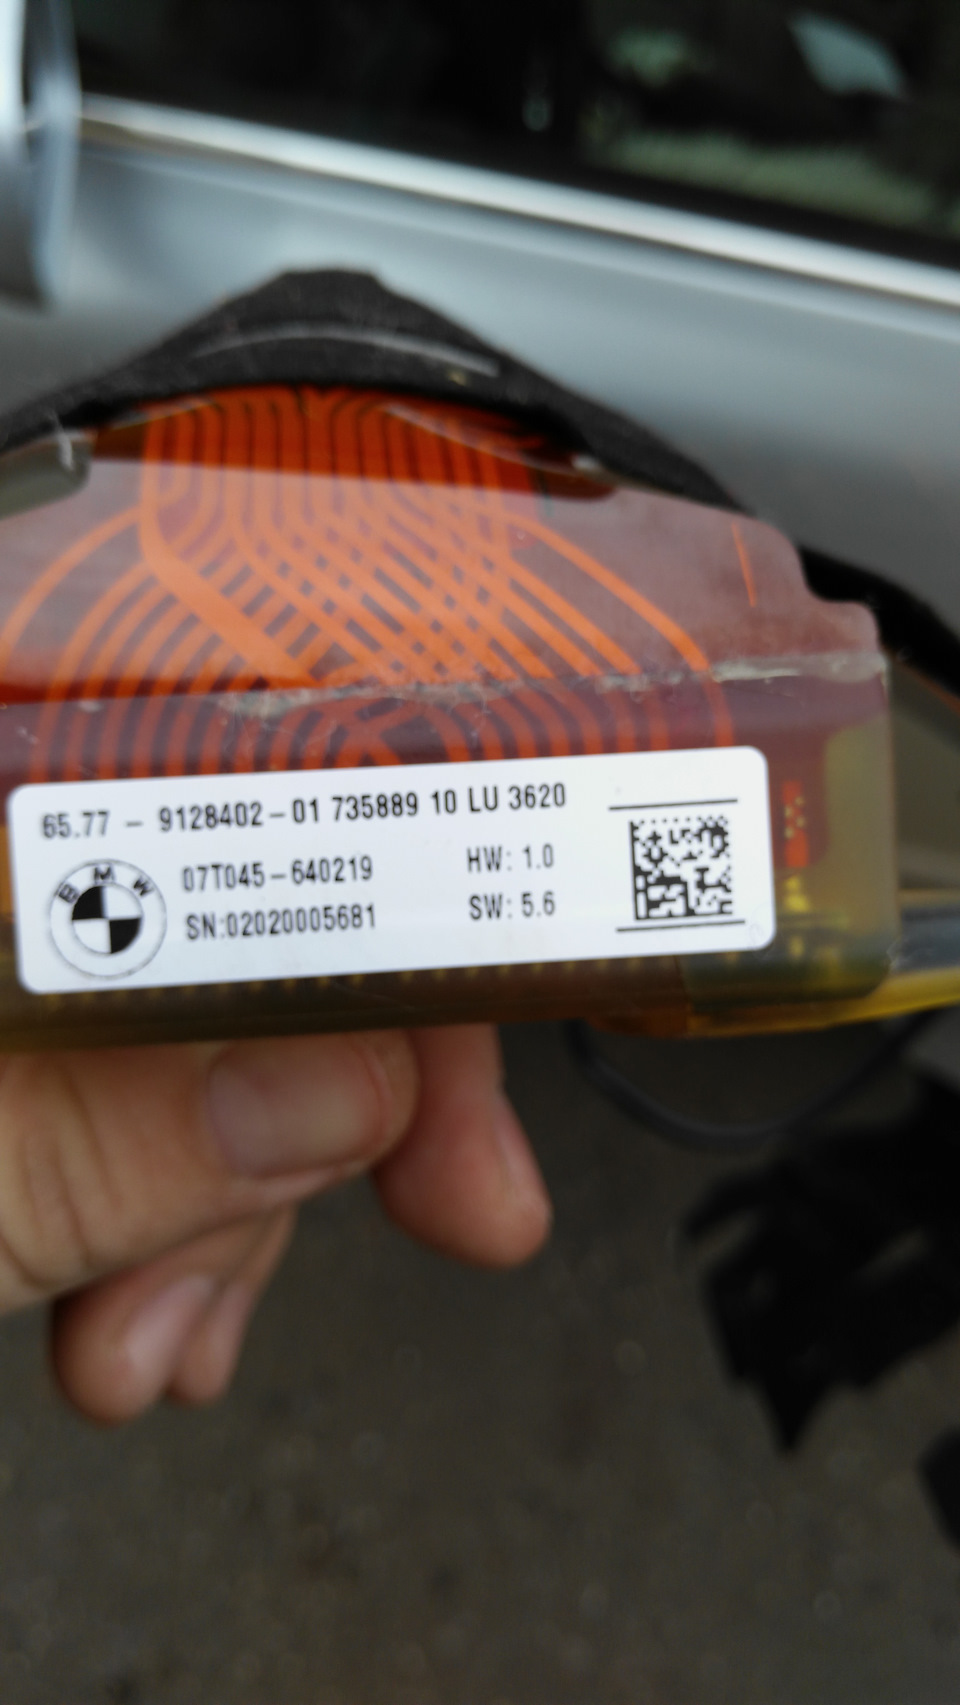 65.77 - 9128402-01 735889 10 LU 3620
07T045-640219 HW: 1.0
SN:02020005681 SW: 5.6
BMW